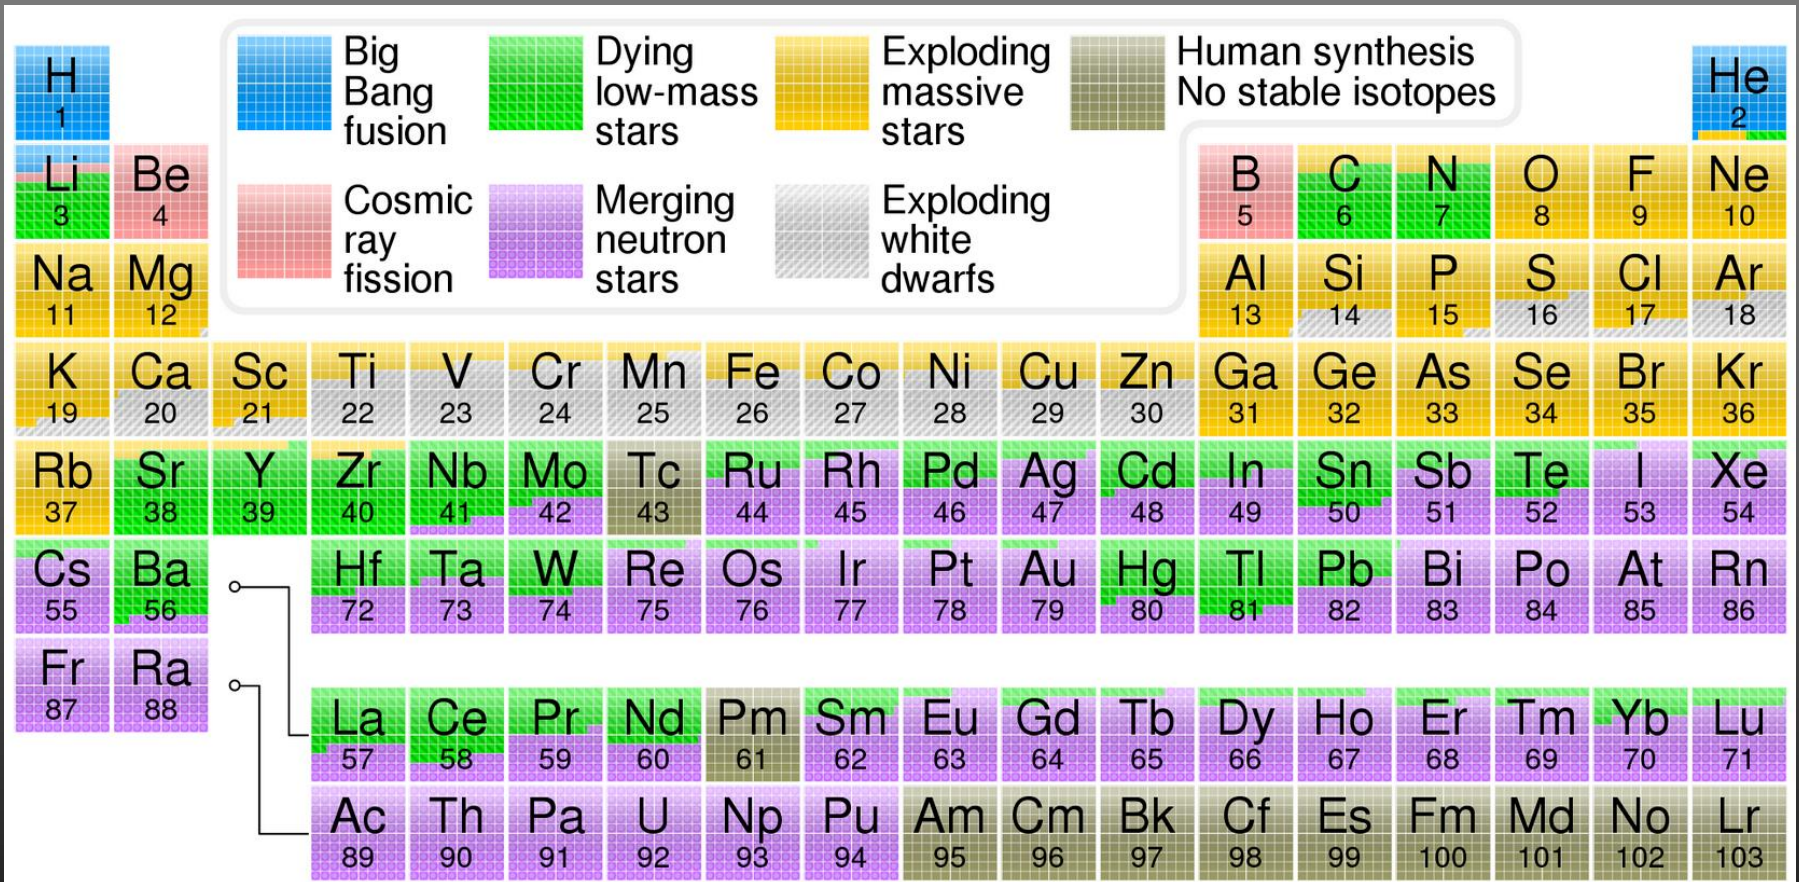 Big Dying Exploding Human synthesis
H Bang low-mass massive No stable isotopes He
1 fusion stars stars 2
Li Be Cosmic Merging Exploding B C N O F Ne
3 4 ray neutron white 5 6 7 8 9 10
Na Mg fission stars dwarfs Al Si P S Cl Ar
11 12 13 14 15 16 17 18
K Ca Sc Ti V Cr Mn Fe Co Ni Cu Zn Ga Ge As Se Br Kr
19 20 21 22 23 24 25 26 27 28 29 30 31 32 33 34 35 36
Rb Sr Y Zr Nb Mo Tc Ru Rh Pd Ag Cd In Sn Sb Te I Xe
37 38 39 40 41 42 43 44 45 46 47 48 49 50 51 52 53 54
Cs Ba Hf Ta W Re Os Ir Pt Au Hg Tl Pb Bi Po At Rn
55 56 72 73 74 75 76 77 78 79 80 81 82 83 84 85 86
Fr Ra
87 88
La Ce Pr Nd Pm Sm Eu Gd Tb Dy Ho Er Tm Yb Lu
57 58 59 60 61 62 63 64 65 66 67 68 69 70 71
Ac Th Pa U Np Pu Am Cm Bk Cf Es Fm Md No Lr
89 90 91 92 93 94 95 96 97 98 99 100 101 102 103